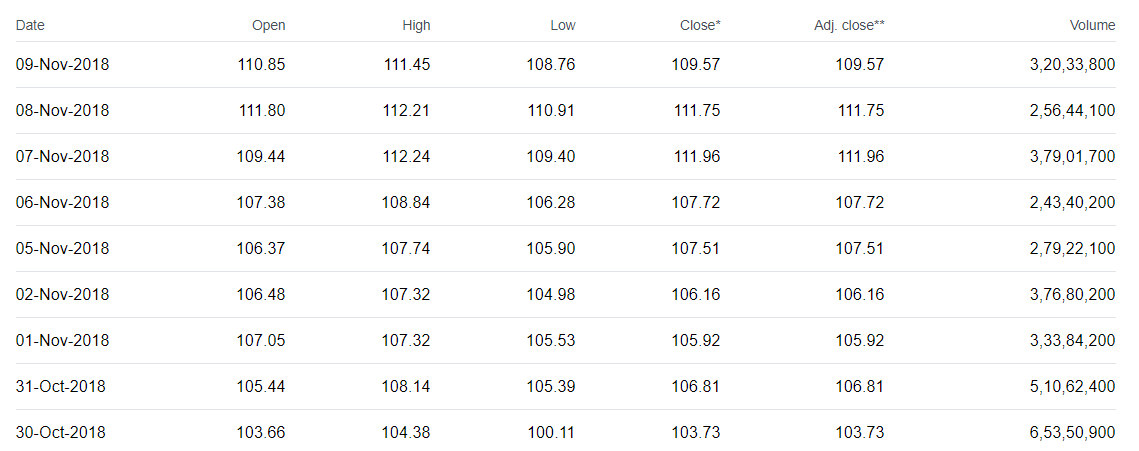 Date Open High Low Close* Adj. close** Volume
09-Nov-2018 110.85 111.45 108.76 109.57 109.57 3,20,33,800
08-Nov-2018 111.80 112.21 110.91 111.75 111.75 2,56,44,100
07-Nov-2018 109.44 112.24 109.40 111.96 111.96 3,79,01,700
06-Nov-2018 107.38 108.84 106.28 107.72 107.72 2,43,40,200
05-Nov-2018 106.37 107.74 105.90 107.51 107.51 2,79,22,100
02-Nov-2018 106.48 107.32 104.98 106.16 106.16 3,76,80,200
01-Nov-2018 107.05 107.32 105.53 105.92 105.92 3,33,84,200
31-Oct-2018 105.44 108.14 105.39 106.81 106.81 5,10,62,400
30-Oct-2018 103.66 104.38 100.11 103.73 103.73 6,53,50,900